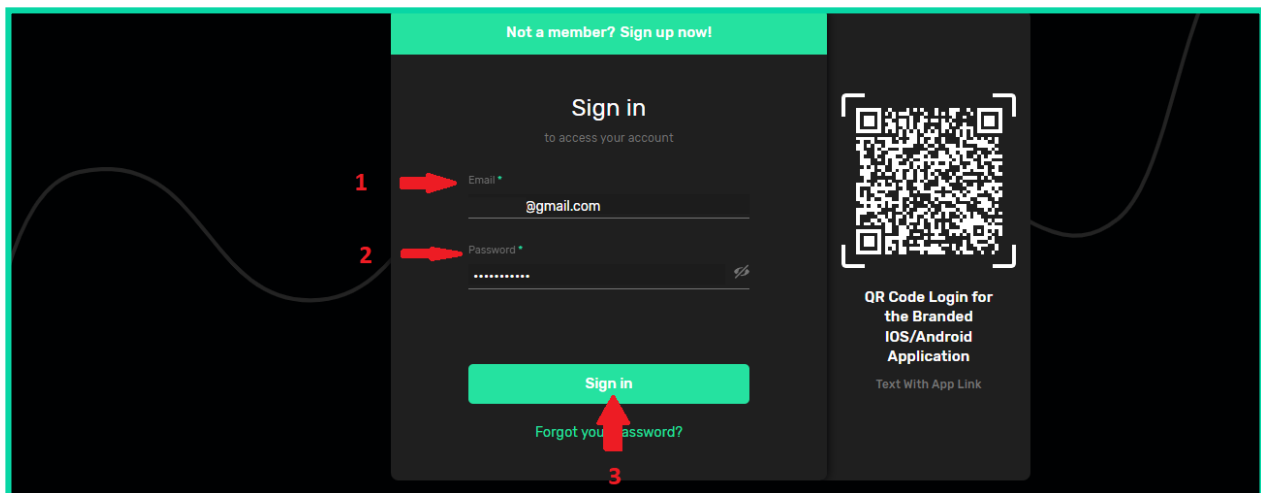 Not a member? Sign up now!
Sign in
to access your account
1
Email *
@gmail.com
2
Password *
•••••••••••
Sign in
Forgot your password?
3
QR Code Login for
the Branded
IOS/Android
Application
Text With App Link